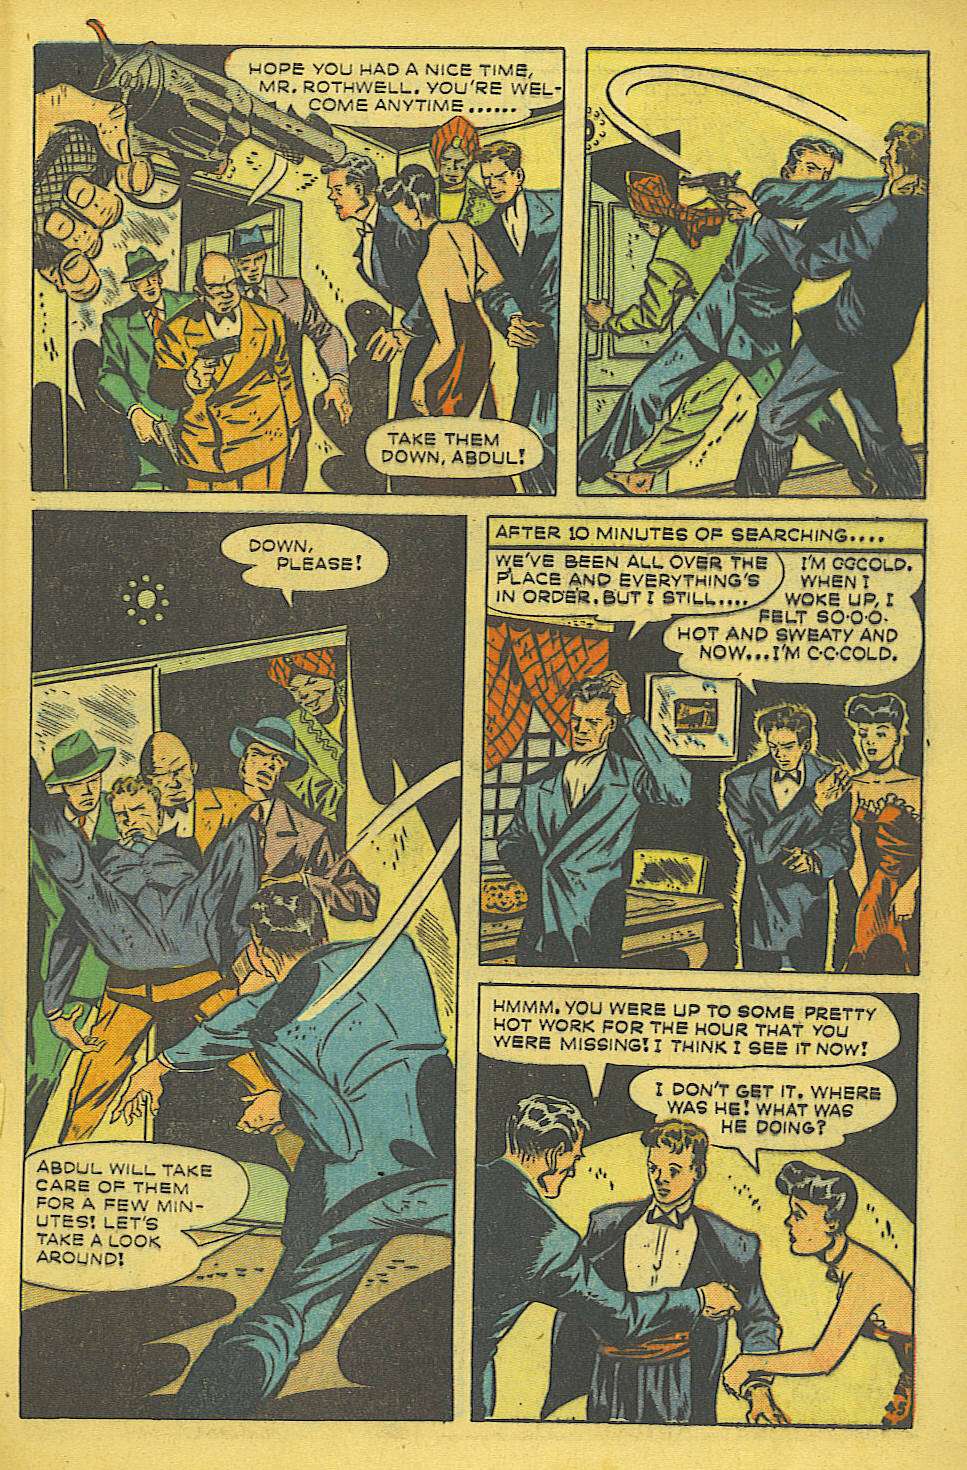 HOPE YOU HAD A NICE TIME,
MR. ROTHWELL. YOU'RE WEL-
COME ANYTIME......
TAKE THEM
DOWN, ABDUL!
DOWN,
PLEASE!
ABDUL WILL TAKE
CARE OF THEM
FOR A FEW MIN-
UTES! LET'S
TAKE A LOOK
AROUND!
AFTER 10 MINUTES OF SEARCHING....
WE'VE BEEN ALL OVER THE
PLACE AND EVERYTHING'S
IN ORDER. BUT I STILL....
I'M CCCOLD.
WHEN I
WOKE UP, I
FELT SO-O-O-
HOT AND SWEATY AND
NOW...I'M C-C-COLD.
HMMM. YOU WERE UP TO SOME PRETTY
HOT WORK FOR THE HOUR THAT YOU
WERE MISSING! I THINK I SEE IT NOW!
I DON'T GET IT. WHERE
WAS HE! WHAT WAS
HE DOING?